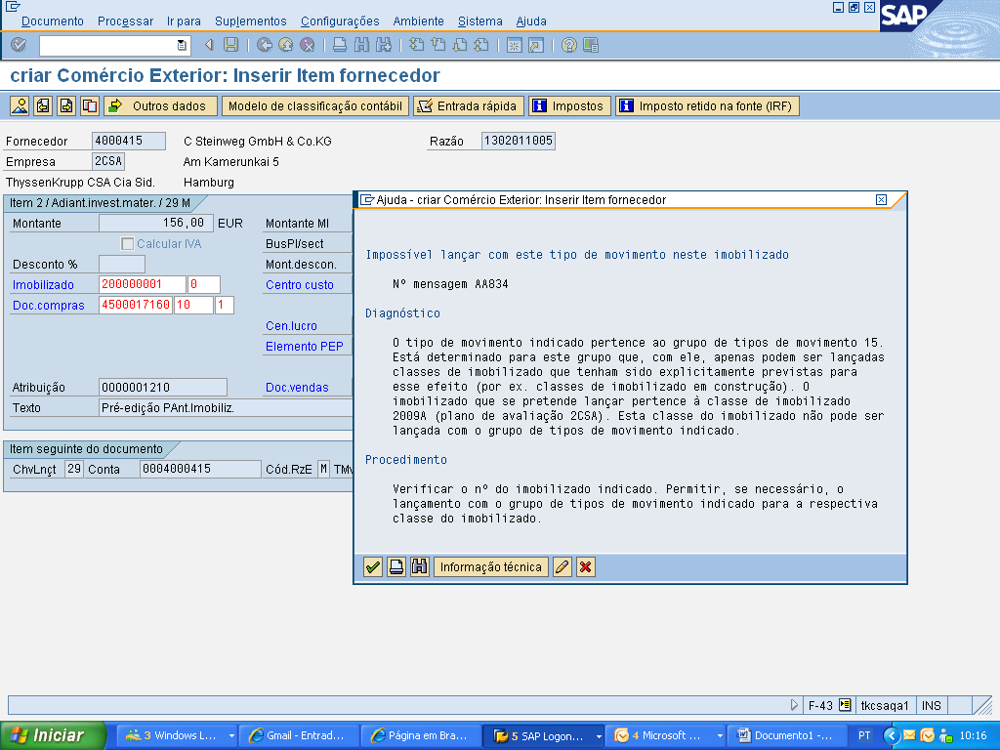 Documento Processar Ir para Suplementos Configurações Ambiente Sistema Ajuda
SAP
criar Comércio Exterior: Inserir Item fornecedor
Outros dados Modelo de classificação contábil Entrada rápida Impostos Imposto retido na fonte (IRF)
Fornecedor 4000415 C Steinweg GmbH & Co.KG Razão 1302011005
Empresa 2CSA Am Kamerunkai 5
ThyssenKrupp CSA Cia Sid. Hamburg
Item 2 / Adiant.invest.mater. / 29 M
Montante 156,00 EUR Montante MI
Calcular IVA BusPl/sect
Desconto % Mont.descon.
Imobilizado 200000001 0 Centro custo
Doc.compras 4500017160 10 1
Cen.lucro
Elemento PEP
Atribuição 0000001210 Doc.vendas
Texto Pré-edição PAnt.Imobiliz.
Item seguinte do documento
ChvLnçt 29 Conta 0004000415 Cód.RzE M TMv
Ajuda - criar Comércio Exterior: Inserir Item fornecedor
Impossível lançar com este tipo de movimento neste imobilizado
Nº mensagem AA834
Diagnóstico
O tipo de movimento indicado pertence ao grupo de tipos de movimento 15.
Está determinado para este grupo que, com ele, apenas podem ser lançadas
classes de imobilizado que tenham sido explicitamente previstas para
esse efeito (por ex. classes de imobilizado em construção). O
imobilizado que se pretende lançar pertence à classe de imobilizado
2009A (plano de avaliação 2CSA). Esta classe do imobilizado não pode ser
lançada com o grupo de tipos de movimento indicado.
Procedimento
Verificar o nº do imobilizado indicado. Permitir, se necessário, o
lançamento com o grupo de tipos de movimento indicado para a respectiva
classe do imobilizado.
Informação técnica
F-43 tkcsaqa1 INS
Iniciar 3 Windows L... Gmail - Entrad... Página em Bra... 5 SAP Logon... 4 Microsoft ... Documento1 -... PT 10:16